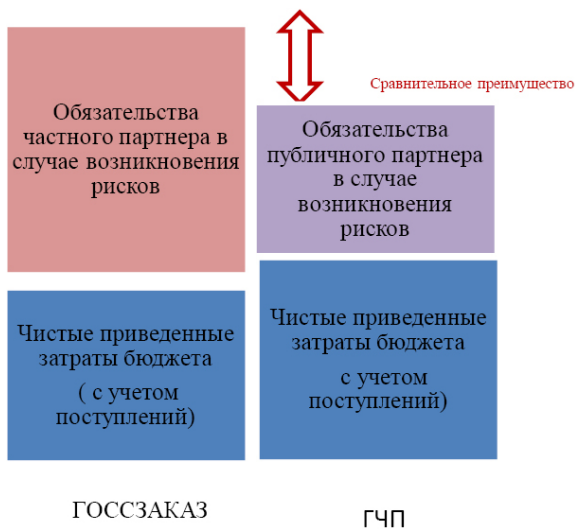 Сравнительное преимущество
Обязательства
частного партнера в
случае возникновения
рисков
Обязательства
публичного партнера
в случае
возникновения
рисков
Чистые приведенные
затраты бюджета
( с учетом
поступлений)
Чистые приведенные
затраты бюджета
с учетом
поступлений)
ГОССЗАКАЗ
ГЧП